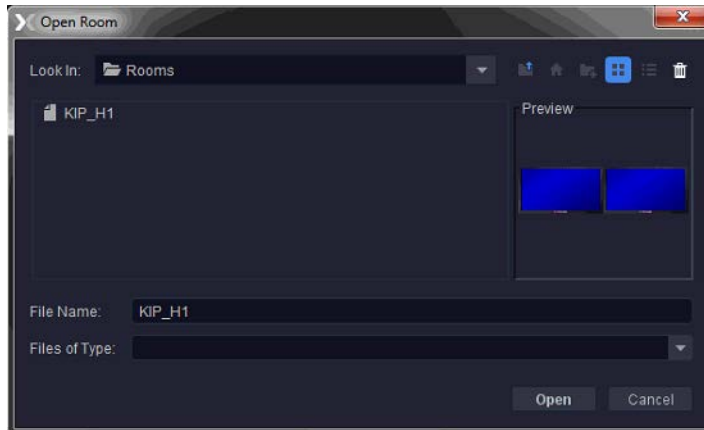 Open Room
Look In: Rooms
KIP_H1
Preview
File Name: KIP_H1
Files of Type:
Open Cancel